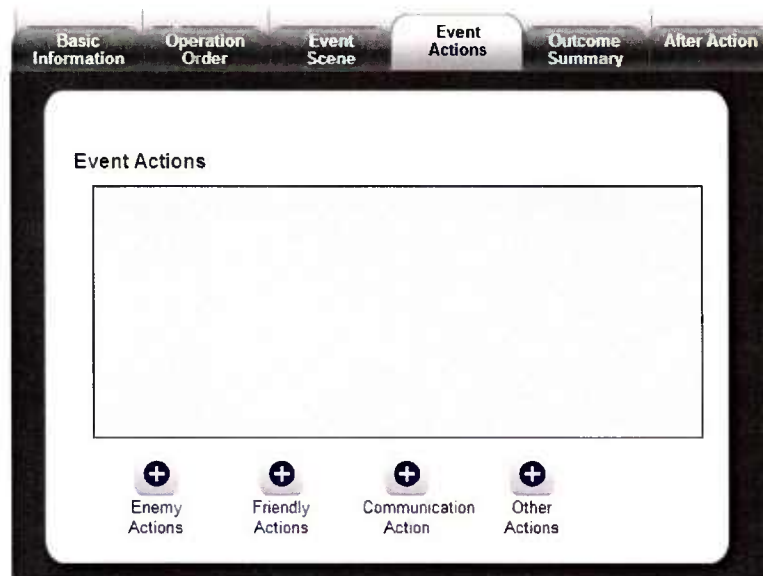 Basic Information
Operation Order
Event Scene
Event Actions
Outcome Summary
After Action
Event Actions
Enemy Actions
Friendly Actions
Communication Action
Other Actions